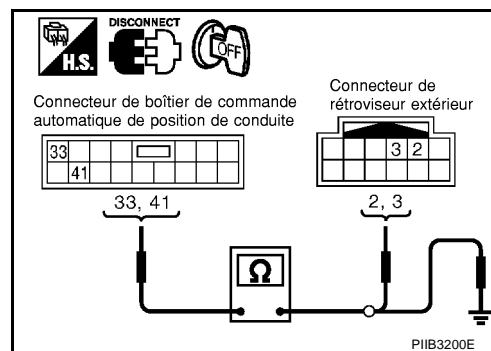 DISCONNECT
H.S.
OFF
Connecteur de boîtier de commande
automatique de position de conduite
33
41
33, 41
Connecteur de
rétroviseur extérieur
3 2
2, 3
Ω
PIIB3200E